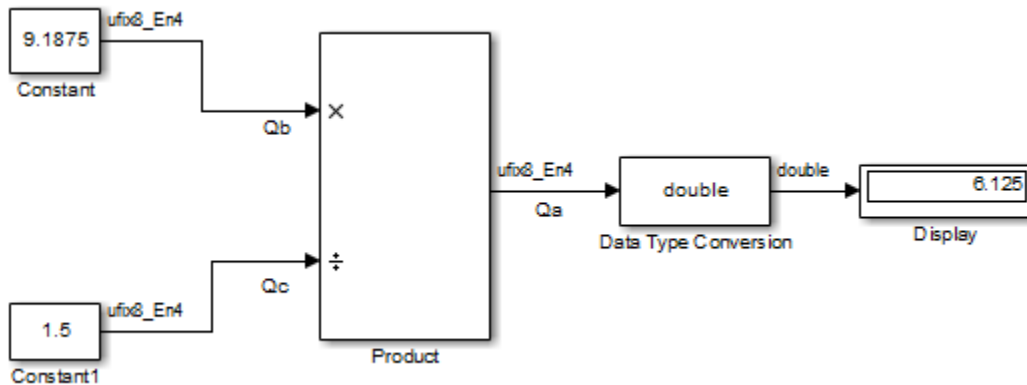 9.1875
ufix8_En4
Constant
Qb
×
÷
Qc
ufix8_En4
1.5
Constant1
Product
ufix8_En4
Qa
double
Data Type Conversion
double
6.125
Display